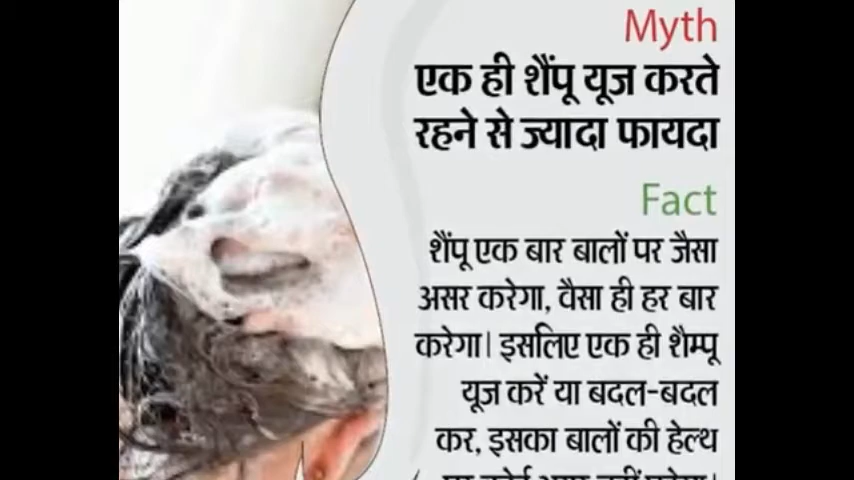 Myth
एक ही शैंपू यूज करते
रहने से ज्यादा फायदा
Fact
शैंपू एक बार बालों पर जैसा
असर करेगा, वैसा ही हर बार
करेगा। इसलिए एक ही शैम्पू
यूज करें या बदल-बदल
कर, इसका बालों की हेल्थ